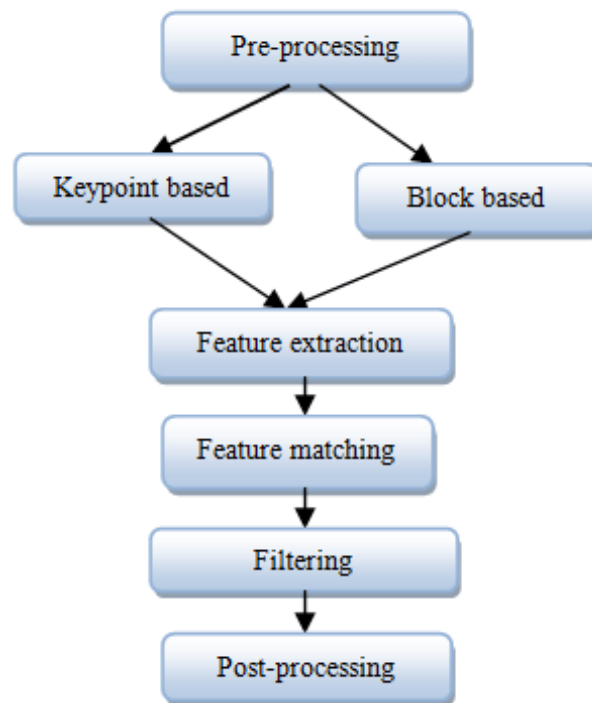 Pre-processing
Keypoint based
Block based
Feature extraction
Feature matching
Filtering
Post-processing